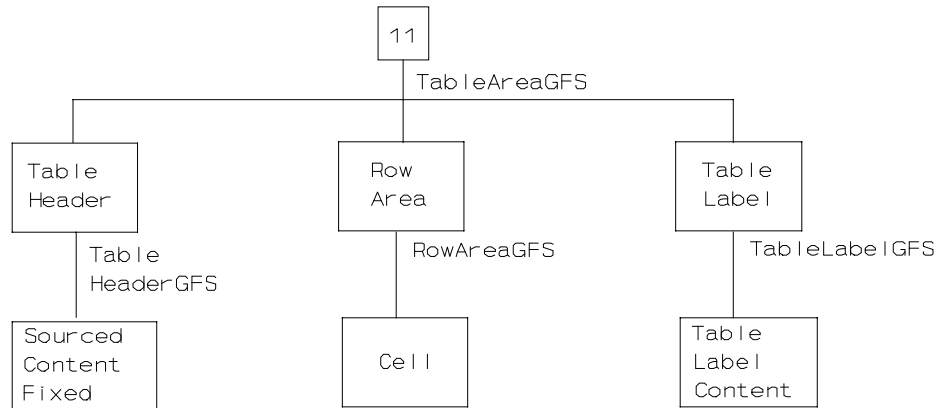 11
TableAreaGFS
Table
Header
Row
Area
Table
Label
Table
HeaderGFS
RowAreaGFS
TableLabelGFS
Sourced
Content
Fixed
Cell
Table
Label
Content